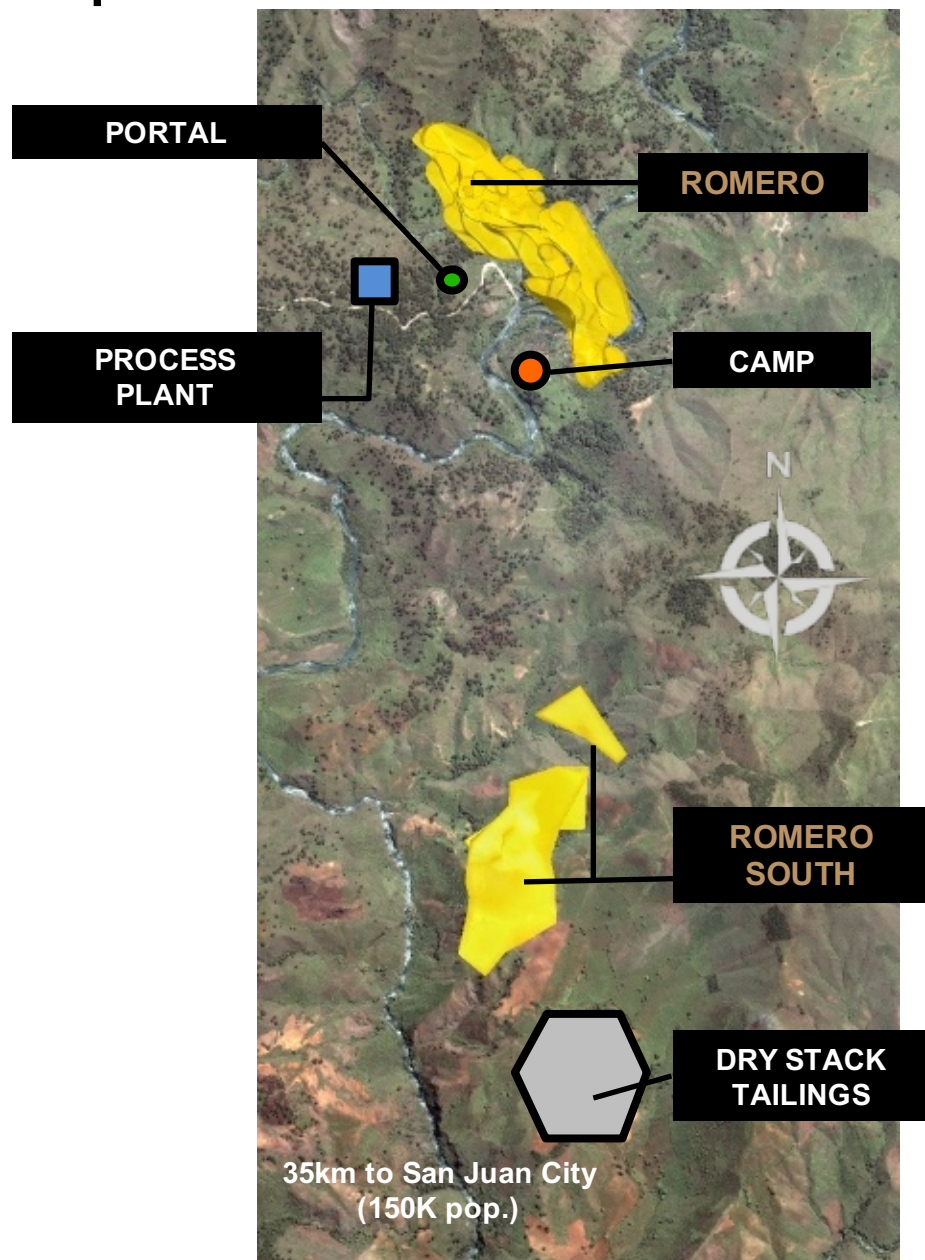 PORTAL
ROMERO
PROCESS
PLANT
CAMP
N
ROMERO
SOUTH
DRY STACK
TAILINGS
35km to San Juan City
(150K pop.)